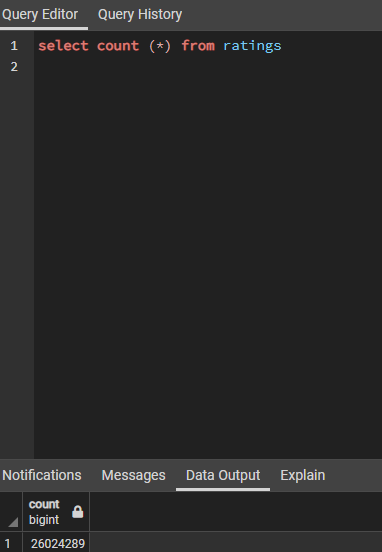 Query Editor Query History
1 select count (*) from ratings
2
Notifications Messages Data Output Explain
count
bigint
1 26024289